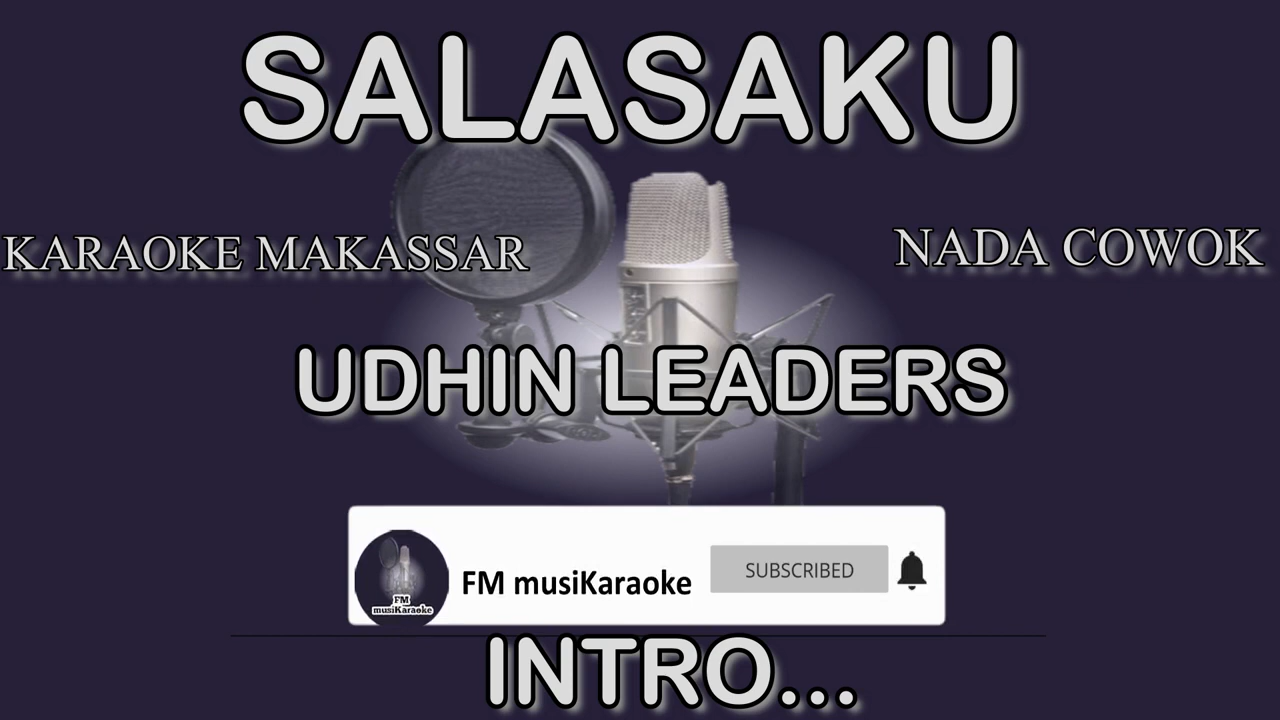 SALASAKU
KARAOKE MAKASSAR
NADA COWOK
UDHIN LEADERS
FM musiKaraoke
SUBSCRIBED
FM
musiKaraoke
INTRO...